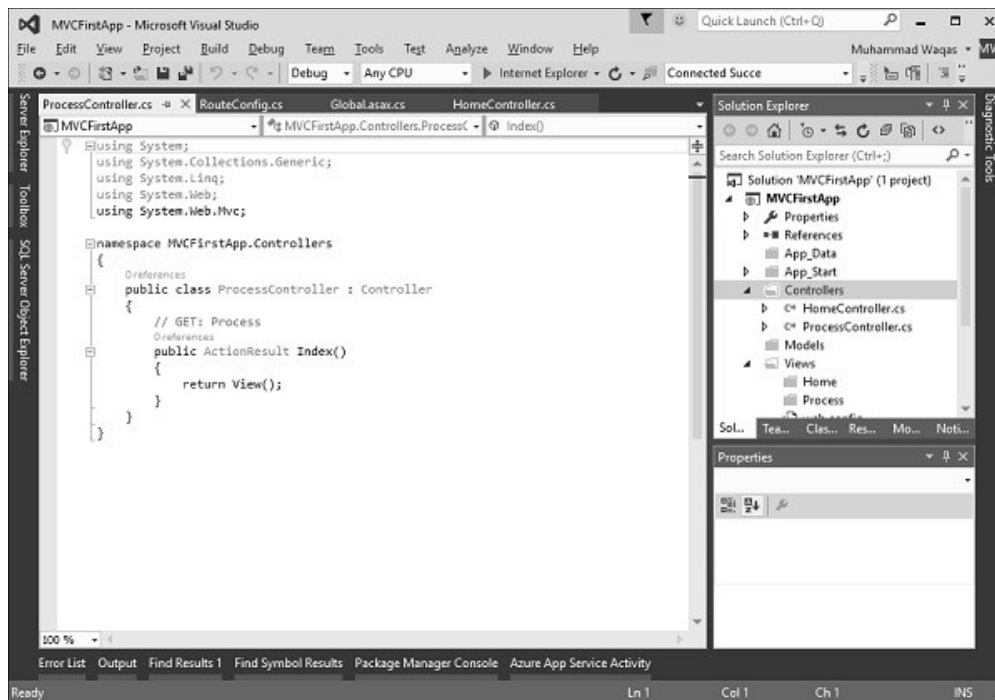 MVCFirstApp - Microsoft Visual Studio
Quick Launch (Ctrl+Q)
File Edit View Project Build Debug Team Tools Test Analyze Window Help
Muhammad Waqas
MV
Debug Any CPU Internet Explorer Connected Succe
ProcessController.cs RouteConfig.cs Global.asax.cs HomeController.cs
MVCFirstApp MVCFirstApp.Controllers.ProcessC Index()
using System;
using System.Collections.Generic;
using System.Linq;
using System.Web;
using System.Web.Mvc;
namespace MVCFirstApp.Controllers
{
0 references
public class ProcessController : Controller
{
// GET: Process
0 references
public ActionResult Index()
{
return View();
}
}
}
100 %
Server Explorer
Toolbox
SQL Server Object Explorer
Solution Explorer
Search Solution Explorer (Ctrl+;)
Solution 'MVCFirstApp' (1 project)
MVCFirstApp
Properties
References
App_Data
App_Start
Controllers
C# HomeController.cs
C# ProcessController.cs
Models
Views
Home
Process
Sol... Tea... Clas... Res... Mo... Noti...
Properties
Diagnostic Tools
Error List Output Find Results 1 Find Symbol Results Package Manager Console Azure App Service Activity
Ready Ln 1 Col 1 Ch 1 INS